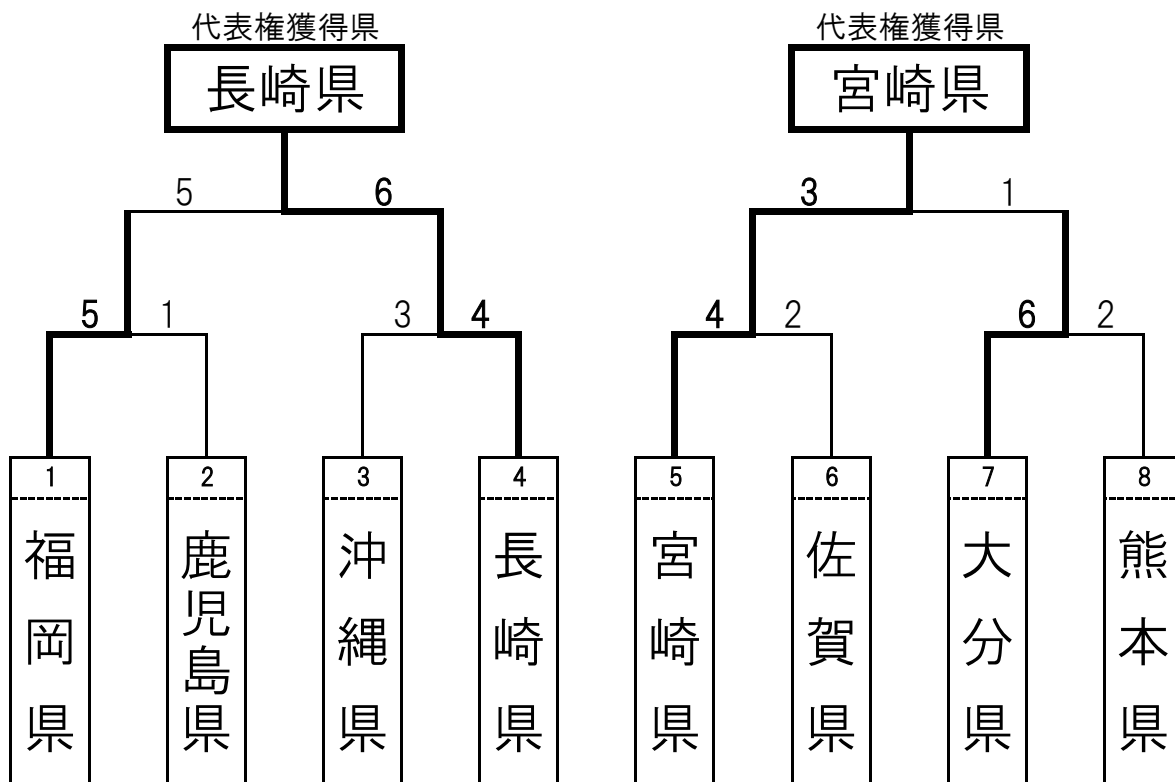 代表権獲得県 代表権獲得県
長崎県 宮崎県
5 6 3 1
5 1 3 4 4 2 6 2
1 2 3 4 5 6 7 8
福岡県
鹿児島県
沖縄県
長崎県
宮崎県
佐賀県
大分県
熊本県